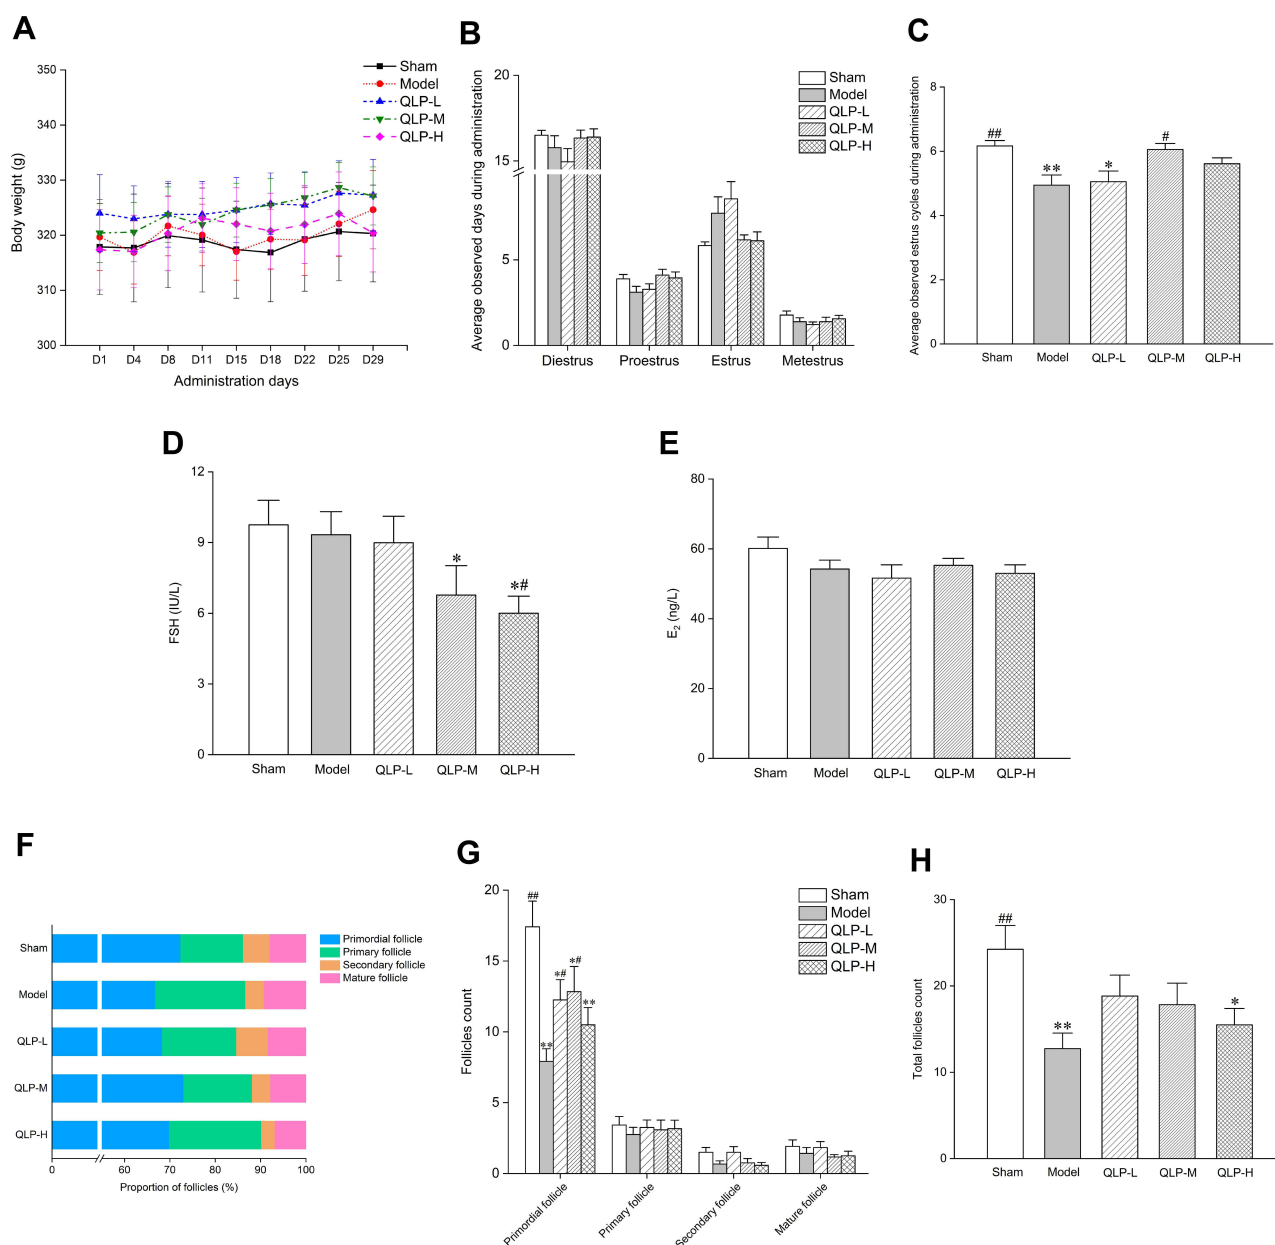 A
350
340
330
320
310
300
Body weight (g)
D1 D4 D8 D11 D15 D18 D22 D25 D29
Administration days
Sham
Model
QLP-L
QLP-M
QLP-H
B
20
15
5
0
Average observed days during administration
Diestrus Proestrus Estrus Metestrus
Sham
Model
QLP-L
QLP-M
QLP-H
C
8
6
4
2
0
Average observed estrus cycles during administration
##
**
*
#
Sham Model QLP-L QLP-M QLP-H
D
12
9
6
3
0
FSH (IU/L)
*
*#
Sham Model QLP-L QLP-M QLP-H
E
80
60
40
20
0
E2 (ng/L)
Sham Model QLP-L QLP-M QLP-H
F
Sham
Model
QLP-L
QLP-M
QLP-H
0 60 70 80 90 100
Proportion of follicles (%)
Primordial follicle
Primary follicle
Secondary follicle
Mature follicle
G
20
15
10
5
0
Follicles count
##
**
*#
*#
**
Primordial follicle
Primary follicle
Secondary follicle
Mature follicle
Sham
Model
QLP-L
QLP-M
QLP-H
H
30
20
10
0
Total follicles count
##
**
*
Sham Model QLP-L QLP-M QLP-H